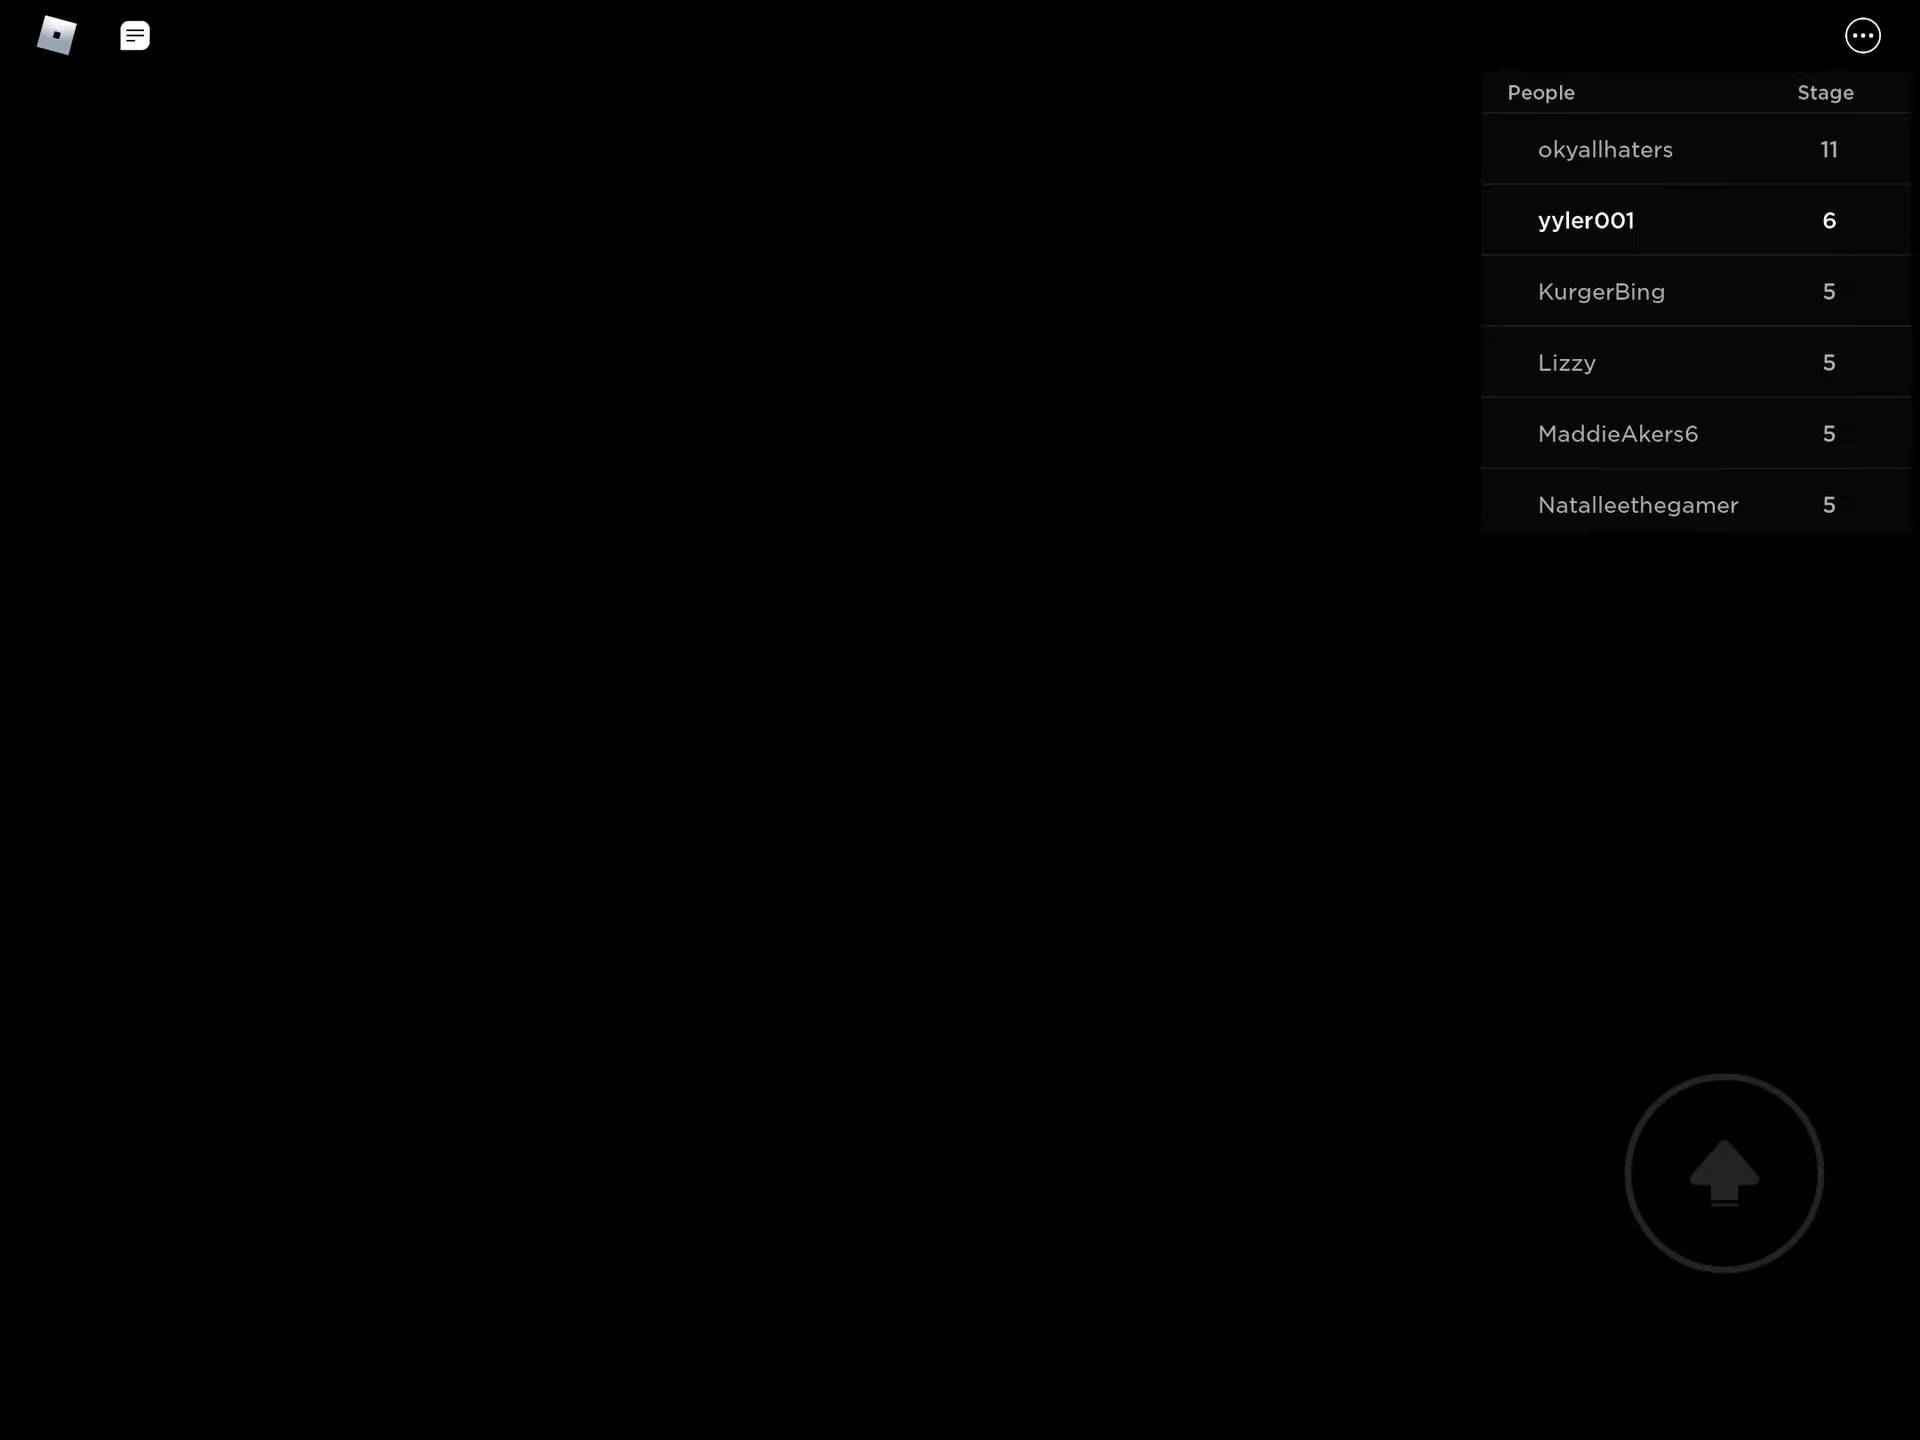 People Stage
okyallhaters 11
yyler001 6
KurgerBing 5
Lizzy 5
MaddieAkers6 5
Natalleethegamer 5